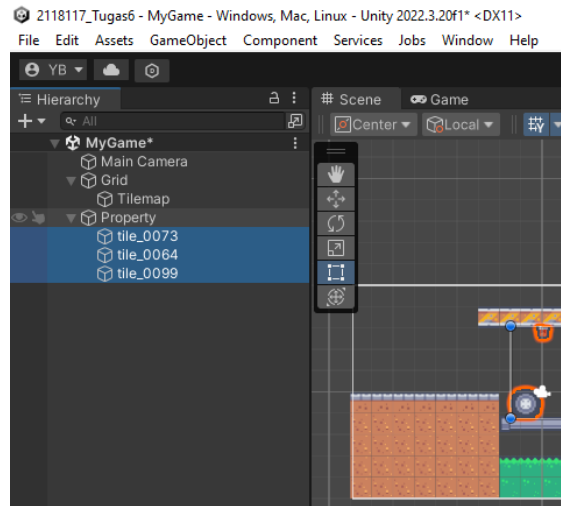 2118117_Tugas6 - MyGame - Windows, Mac, Linux - Unity 2022.3.20f1* <DX11>
File Edit Assets GameObject Component Services Jobs Window Help
YB
Hierarchy
# Scene Game
All
Center Local
MyGame*
Main Camera
Grid
Tilemap
Property
tile_0073
tile_0064
tile_0099